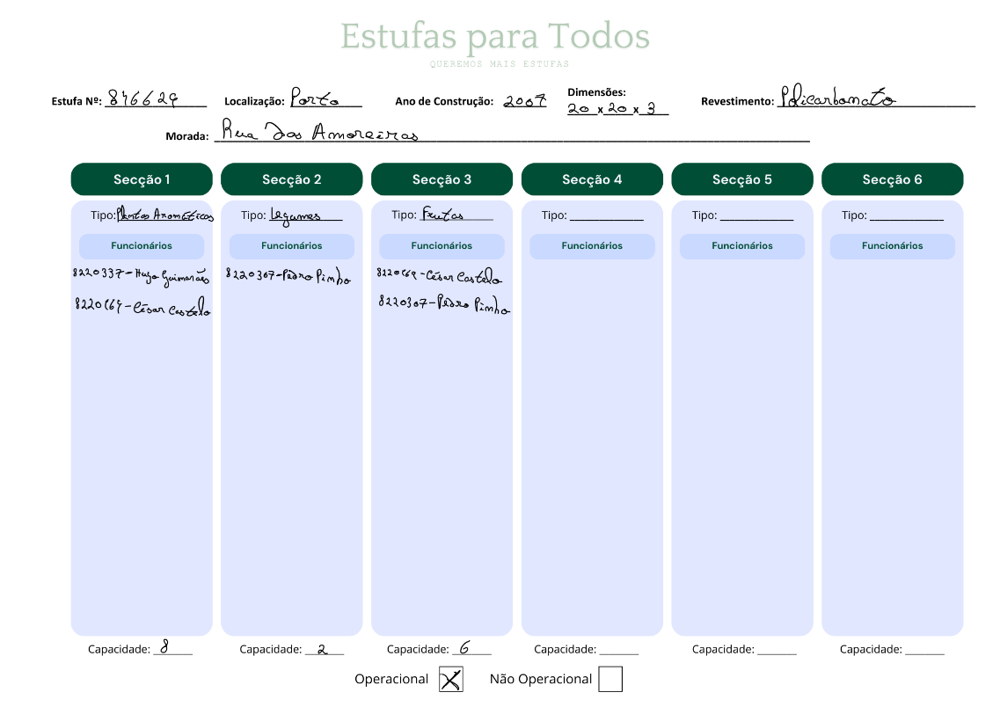 Estufas para Todos
QUEREMOS MAIS ESTUFAS
Estufa Nº: 876629 Localização: Porto Ano de Construção: 2007 Dimensões: 20 x 20 x 3 Revestimento: Policarbonato
Morada: Rua Das Amoreiras
Secção 1 Secção 2 Secção 3 Secção 4 Secção 5 Secção 6
Tipo: Plantas Aromáticas Tipo: Legumes Tipo: Frutas Tipo: Tipo: Tipo:
Funcionários Funcionários Funcionários Funcionários Funcionários Funcionários
8220337-Hugo Guimarães 8220307-Pedro Pinho 8220169-César Castelo
8220169-César Castelo 8220307-Pedro Pinho
Capacidade: 8 Capacidade: 2 Capacidade: 6 Capacidade: Capacidade: Capacidade:
Operacional X Não Operacional